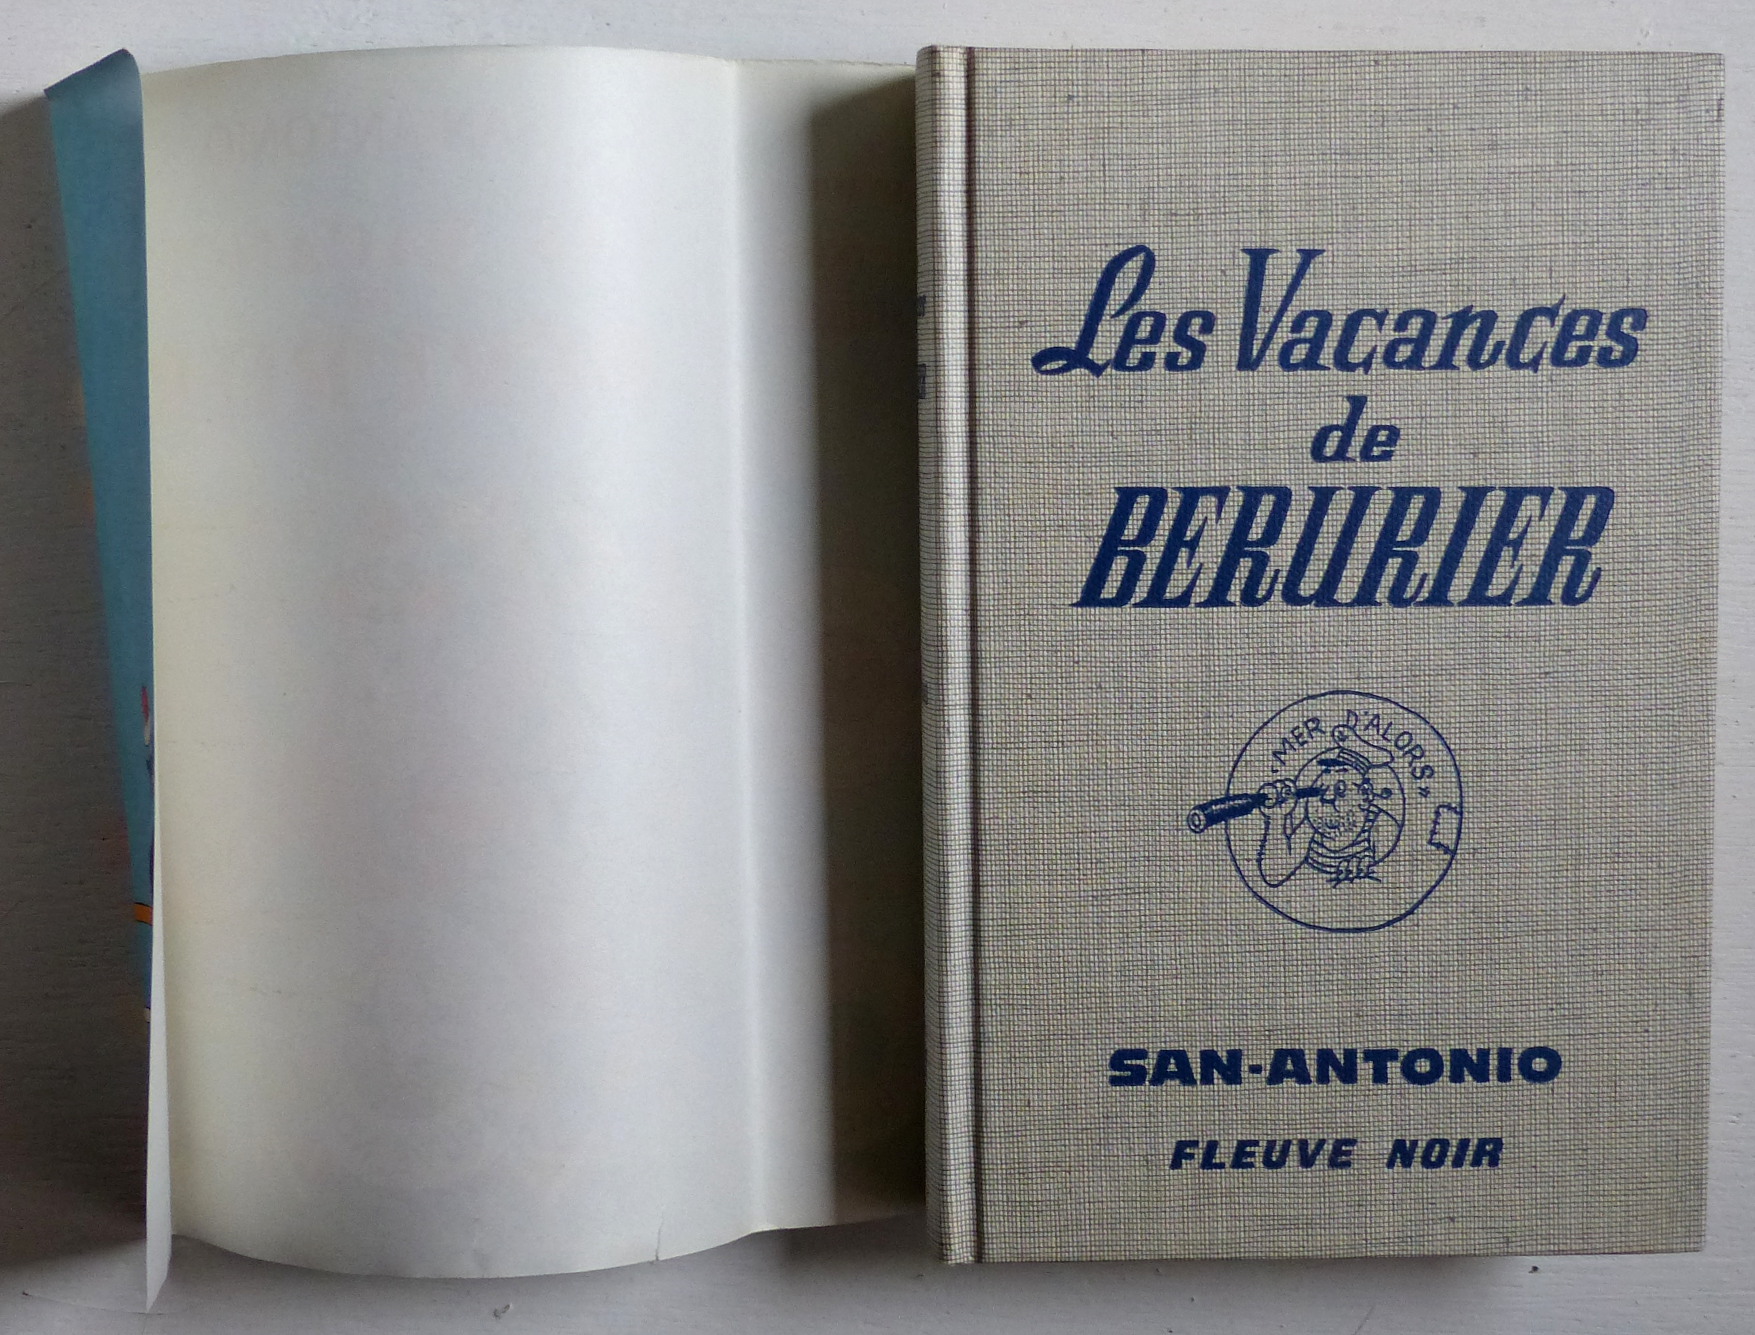 Les Vacances
de
BERURIER
"MER D'ALORS"
SAN-ANTONIO
FLEUVE NOIR